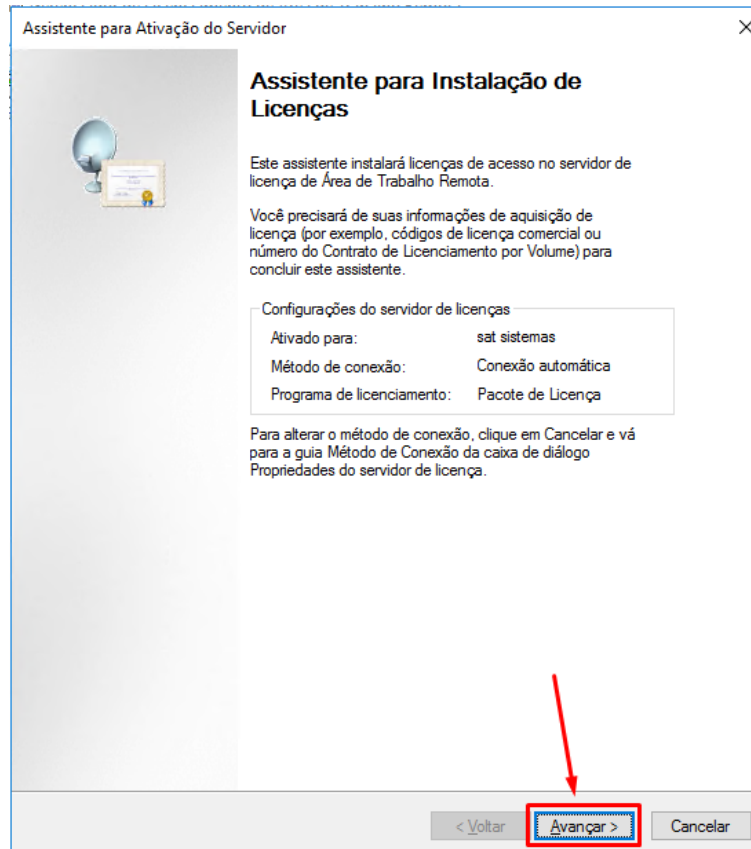 Assistente para Ativação do Servidor
Assistente para Instalação de
Licenças
Este assistente instalará licenças de acesso no servidor de
licença de Área de Trabalho Remota.
Você precisará de suas informações de aquisição de
licença (por exemplo, códigos de licença comercial ou
número do Contrato de Licenciamento por Volume) para
concluir este assistente.
Configurações do servidor de licenças
Ativado para: sat sistemas
Método de conexão: Conexão automática
Programa de licenciamento: Pacote de Licença
Para alterar o método de conexão, clique em Cancelar e vá
para a guia Método de Conexão da caixa de diálogo
Propriedades do servidor de licença.
< Voltar Avançar > Cancelar